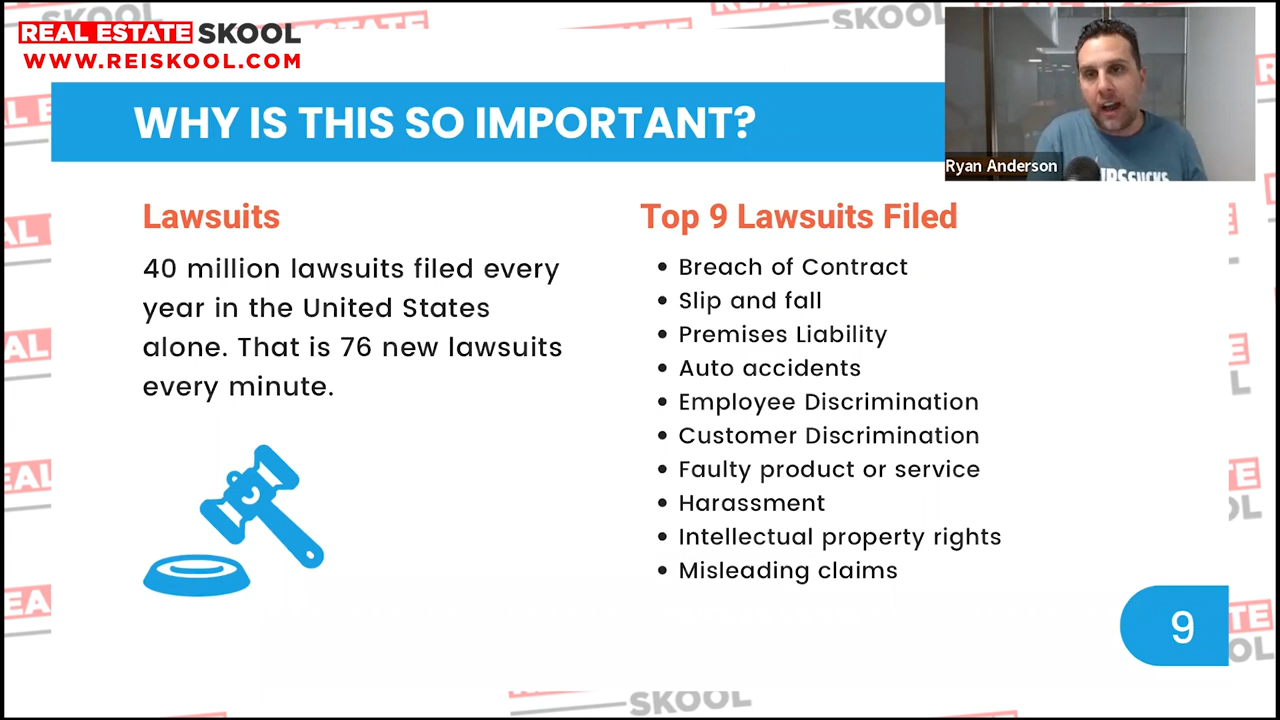 REAL ESTATE SKOOL
WWW.REISKOOL.COM
WHY IS THIS SO IMPORTANT?
Ryan Anderson
Lawsuits
40 million lawsuits filed every
year in the United States
alone. That is 76 new lawsuits
every minute.
Top 9 Lawsuits Filed
• Breach of Contract
• Slip and fall
• Premises Liability
• Auto accidents
• Employee Discrimination
• Customer Discrimination
• Faulty product or service
• Harassment
• Intellectual property rights
• Misleading claims
9
SKOOL